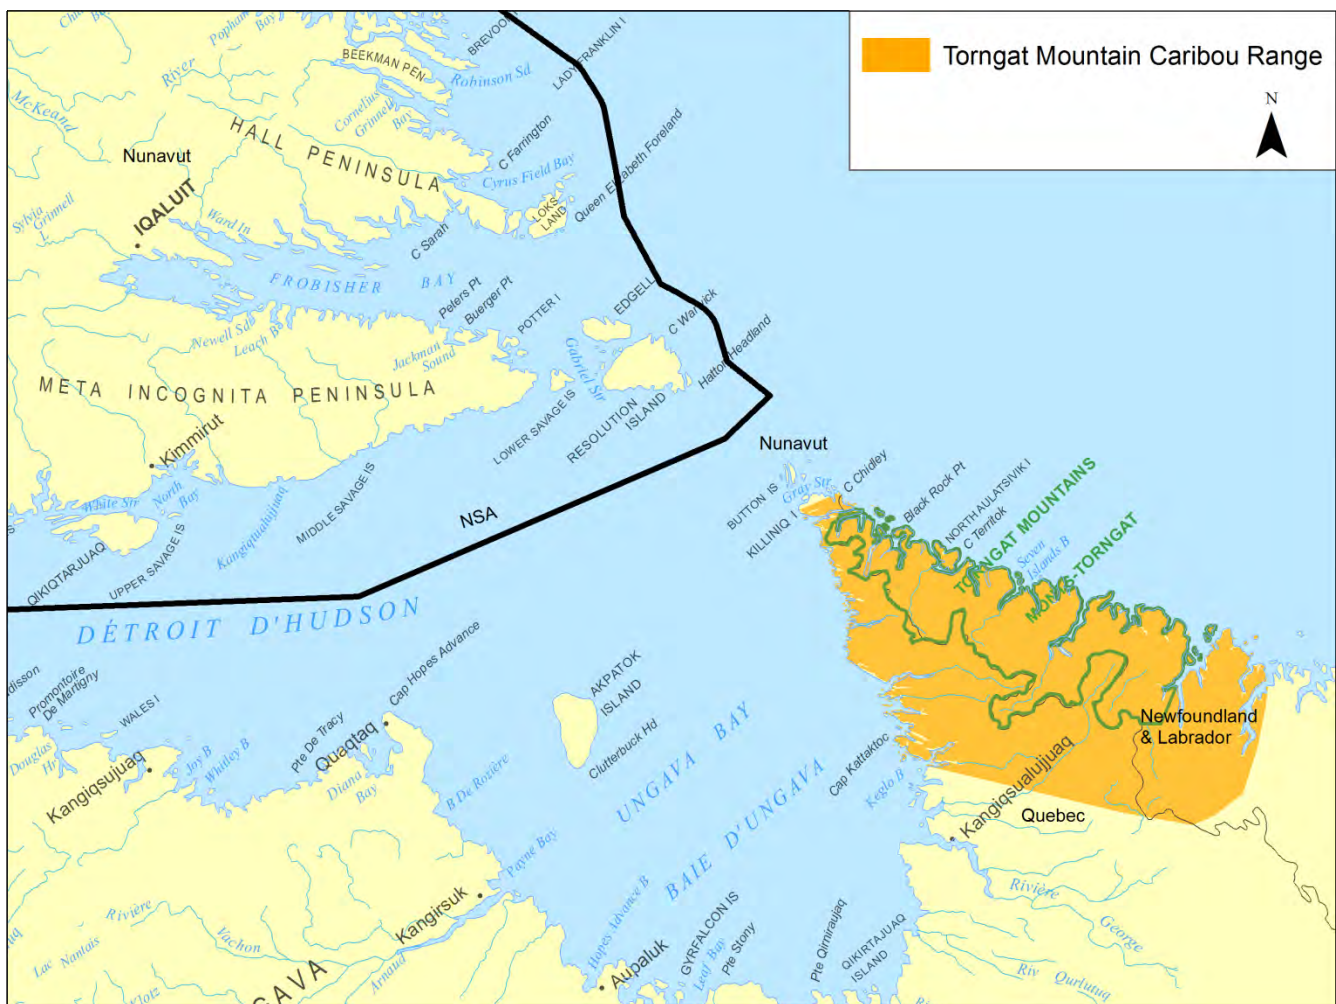 Torngat Mountain Caribou Range
N
Popham
Bay
BREVOORT I
LADY FRANKLIN I
BEEKMAN PEN
Robinson Sd
River
McKeand
Cornelius
Grinnell
Bay
HALL PENINSULA
Nunavut
C Farrington
Cyrus Field Bay
Queen Elizabeth Foreland
LOKS
LAND
Sylvia
Grinnell
L
IQALUIT
Ward In
C Sarah
FROBISHER BAY
Peters Pt
Buerger Pt
POTTER I
EDGELL I
C Warwick
Newell Sd
Leach B
Jackman
Sound
Gabriel Str
Hatton Headland
META INCOGNITA PENINSULA
LOWER SAVAGE IS
RESOLUTION
ISLAND
Kimmirut
Nunavut
White Str
North
Bay
Kangiqualujjuaq
MIDDLE SAVAGE IS
NSA
BUTTON IS
Gray Str
C Chidley
KILLINIQ I
Black Rock Pt
NORTH AULATSIVIK I
C Territok
TORNGAT MOUNTAINS
MONTS-TORNGAT
Seven
Islands B
QIKIQTARJUAQ
UPPER SAVAGE IS
DÉTROIT D'HUDSON
Promontoire
De Martigny
WALES I
Cap Hopes Advance
Pte De Tracy
Quaqtaq
AKPATOK
ISLAND
Clutterbuck Hd
Douglas
Hr
Kangiqsujuaq
Joy B
Whitley B
Diana
Bay
B De Rozière
UNGAVA BAY
BAIE D'UNGAVA
Cap Kattaktoc
Keglo B
Newfoundland
& Labrador
Kangiqsualujjuaq
Quebec
Payne Bay
Kangirsuk
Rivière
Vachon
Lac Nantais
Arnaud
Klotz
Hopes Advance B
Aupaluk
GYRFALCON IS
Leaf Bay
Pte Stony
Pte Qirniraujaq
QIKIRTAJUAQ
ISLAND
Rivière
George
Riv Qurlutuq